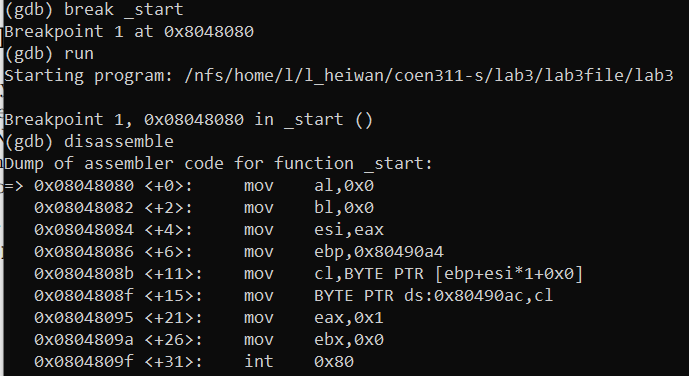 (gdb) break _start
Breakpoint 1 at 0x8048080
(gdb) run
Starting program: /nfs/home/l/l_heiwan/coen311-s/lab3/lab3file/lab3
Breakpoint 1, 0x08048080 in _start ()
(gdb) disassemble
Dump of assembler code for function _start:
=> 0x08048080 <+0>:     mov    al,0x0
   0x08048082 <+2>:     mov    bl,0x0
   0x08048084 <+4>:     mov    esi,eax
   0x08048086 <+6>:     mov    ebp,0x80490a4
   0x0804808b <+11>:    mov    cl,BYTE PTR [ebp+esi*1+0x0]
   0x0804808f <+15>:    mov    BYTE PTR ds:0x80490ac,cl
   0x08048095 <+21>:    mov    eax,0x1
   0x0804809a <+26>:    mov    ebx,0x0
   0x0804809f <+31>:    int    0x80